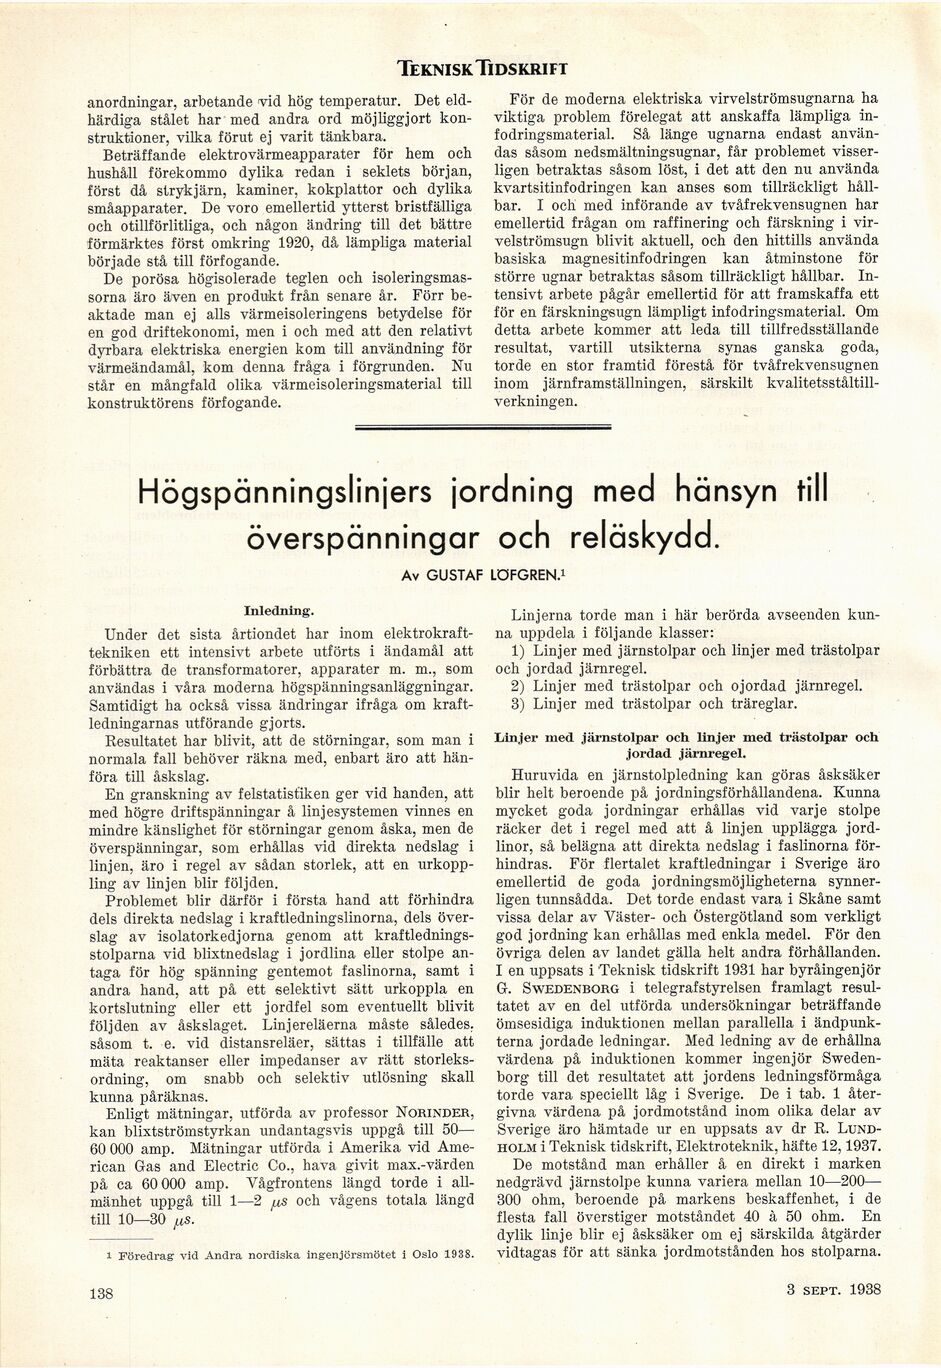 TEKNISK TIDSKRIFT
anordningar, arbetande vid hög temperatur. Det eld-
härdiga stålet har med andra ord möjliggjort kon-
struktioner, vilka förut ej varit tänkbara.
Beträffande elektrovärmeapparater för hem och
hushåll förekommo dylika redan i seklets början,
först då strykjärn, kaminer, kokplattor och dylika
småapparater. De voro emellertid ytterst bristfälliga
och otillförlitliga, och någon ändring till det bättre
förmärktes först omkring 1920, då lämpliga material
började stå till förfogande.
De porösa högisolerade teglen och isoleringsmas-
sorna äro även en produkt från senare år. Förr be-
aktade man ej alls värmeisoleringens betydelse för
en god driftekonomi, men i och med att den relativt
dyrbara elektriska energien kom till användning för
värmeändamål, kom denna fråga i förgrunden. Nu
står en mångfald olika värmeisoleringsmaterial till
konstruktörens förfogande.
För de moderna elektriska virvelströmsugnarna ha
viktiga problem förelegat att anskaffa lämpliga in-
fodringsmaterial. Så länge ugnarna endast använ-
das såsom nedsmältningsugnar, får problemet visser-
ligen betraktas såsom löst, i det att den nu använda
kvartsitinfodringen kan anses som tillräckligt håll-
bar. I och med införande av tvåfrekvensugnen har
emellertid frågan om raffinering och färskning i vir-
velströmsugn blivit aktuell, och den hittills använda
basiska magnesitinfodringen kan åtminstone för
större ugnar betraktas såsom tillräckligt hållbar. In-
tensivt arbete pågår emellertid för att framskaffa ett
för en färskningsugn lämpligt infodringsmaterial. Om
detta arbete kommer att leda till tillfredsställande
resultat, vartill utsikterna synas ganska goda,
torde en stor framtid förestå för tvåfrekvensugnen
inom järnframställningen, särskilt kvalitetsståltill-
verkningen.
Högspänningslinjers jordning med hänsyn till
överspänningar och reläskydd.
Av GUSTAF LÖFGREN.¹
Inledning.
Under det sista årtiondet har inom elektrokraft-
tekniken ett intensivt arbete utförts i ändamål att
förbättra de transformatorer, apparater m. m., som
användas i våra moderna högspänningsanläggningar.
Samtidigt ha också vissa ändringar ifråga om kraft-
ledningarnas utförande gjorts.
Resultatet har blivit, att de störningar, som man i
normala fall behöver räkna med, enbart äro att hän-
föra till åskslag.
En granskning av felstatistiken ger vid handen, att
med högre driftspänningar å linjesystemen vinnes en
mindre känslighet för störningar genom åska, men de
överspänningar, som erhållas vid direkta nedslag i
linjen, äro i regel av sådan storlek, att en urkopp-
ling av linjen blir följden.
Problemet blir därför i första hand att förhindra
dels direkta nedslag i kraftledningslinorna, dels över-
slag av isolatorkedjorna genom att kraftlednings-
stolparna vid blixtnedslag i jordlina eller stolpe an-
taga för hög spänning gentemot faslinorna, samt i
andra hand, att på ett selektivt sätt urkoppla en
kortslutning eller ett jordfel som eventuellt blivit
följden av åskslaget. Linjereläerna måste således,
såsom t. e. vid distansreläer, sättas i tillfälle att
mäta reaktanser eller impedanser av rätt storleks-
ordning, om snabb och selektiv utlösning skall
kunna påräknas.
Enligt mätningar, utförda av professor NORINDER,
kan blixtströmstyrkan undantagsvis uppgå till 50—
60 000 amp. Mätningar utförda i Amerika vid Ame-
rican Gas and Electric Co., hava givit max.-värden
på ca 60 000 amp. Vågfrontens längd torde i all-
mänhet uppgå till 1—2 µs och vågens totala längd
till 10—30 µs.
¹ Föredrag vid Andra nordiska ingenjörsmötet i Oslo 1938.
Linjerna torde man i här berörda avseenden kun-
na uppdela i följande klasser:
1) Linjer med järnstolpar och linjer med trästolpar
och jordad järnregel.
2) Linjer med trästolpar och ojordad järnregel.
3) Linjer med trästolpar och träreglar.
Linjer med järnstolpar och linjer med trästolpar och
jordad järnregel.
Huruvida en järnstolpledning kan göras åsksäker
blir helt beroende på jordningsförhållandena. Kunna
mycket goda jordningar erhållas vid varje stolpe
räcker det i regel med att å linjen upplägga jord-
linor, så belägna att direkta nedslag i faslinorna för-
hindras. För flertalet kraftledningar i Sverige äro
emellertid de goda jordningsmöjligheterna synner-
ligen tunnsådda. Det torde endast vara i Skåne samt
vissa delar av Väster- och Östergötland som verkligt
god jordning kan erhållas med enkla medel. För den
övriga delen av landet gälla helt andra förhållanden.
I en uppsats i Teknisk tidskrift 1931 har byråingenjör
G. SWEDENBORG i telegrafstyrelsen framlagt resul-
tatet av en del utförda undersökningar beträffande
ömsesidiga induktionen mellan parallella i ändpunk-
terna jordade ledningar. Med ledning av de erhållna
värdena på induktionen kommer ingenjör Sweden-
borg till det resultatet att jordens ledningsförmåga
torde vara speciellt låg i Sverige. De i tab. 1 åter-
givna värdena på jordmotstånd inom olika delar av
Sverige äro hämtade ur en uppsats av dr R. LUND-
HOLM i Teknisk tidskrift, Elektroteknik, häfte 12, 1937.
De motstånd man erhåller å en direkt i marken
nedgrävd järnstolpe kunna variera mellan 10—200—
300 ohm, beroende på markens beskaffenhet, i de
flesta fall överstiger motståndet 40 à 50 ohm. En
dylik linje blir ej åsksäker om ej särskilda åtgärder
vidtagas för att sänka jordmotstånden hos stolparna.
138
3 SEPT. 1938